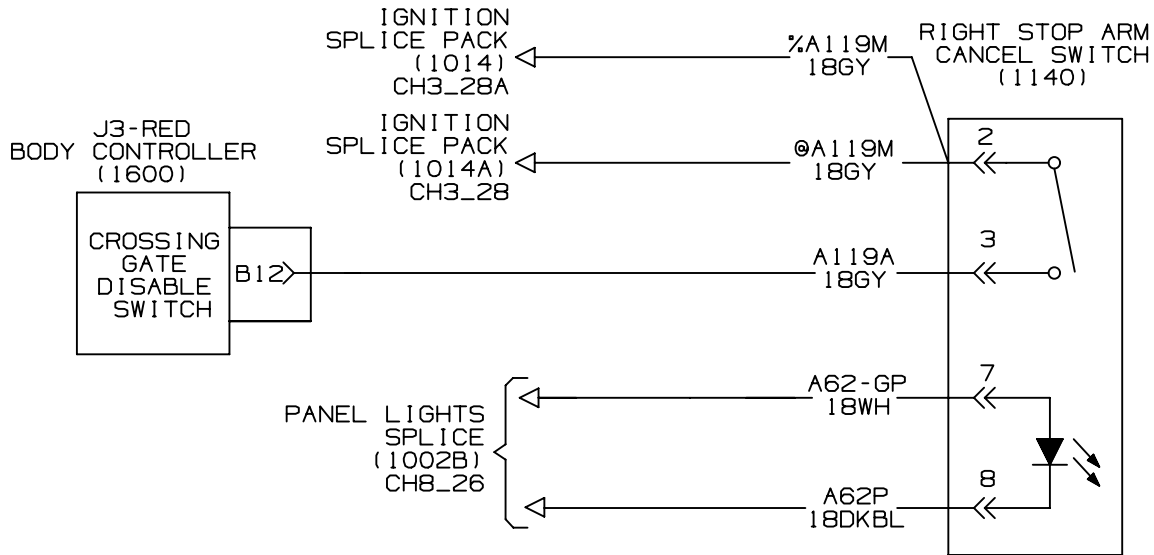 IGNITION
SPLICE PACK
(1014)
CH3_28A
%A119M
18GY
RIGHT STOP ARM
CANCEL SWITCH
(1140)
J3-RED
BODY CONTROLLER
(1600)
IGNITION
SPLICE PACK
(1014A)
CH3_28
@A119M
18GY
2
CROSSING
GATE
DISABLE
SWITCH
B12
A119A
18GY
3
PANEL LIGHTS
SPLICE
(1002B)
CH8_26
A62-GP
18WH
7
A62P
18DKBL
8